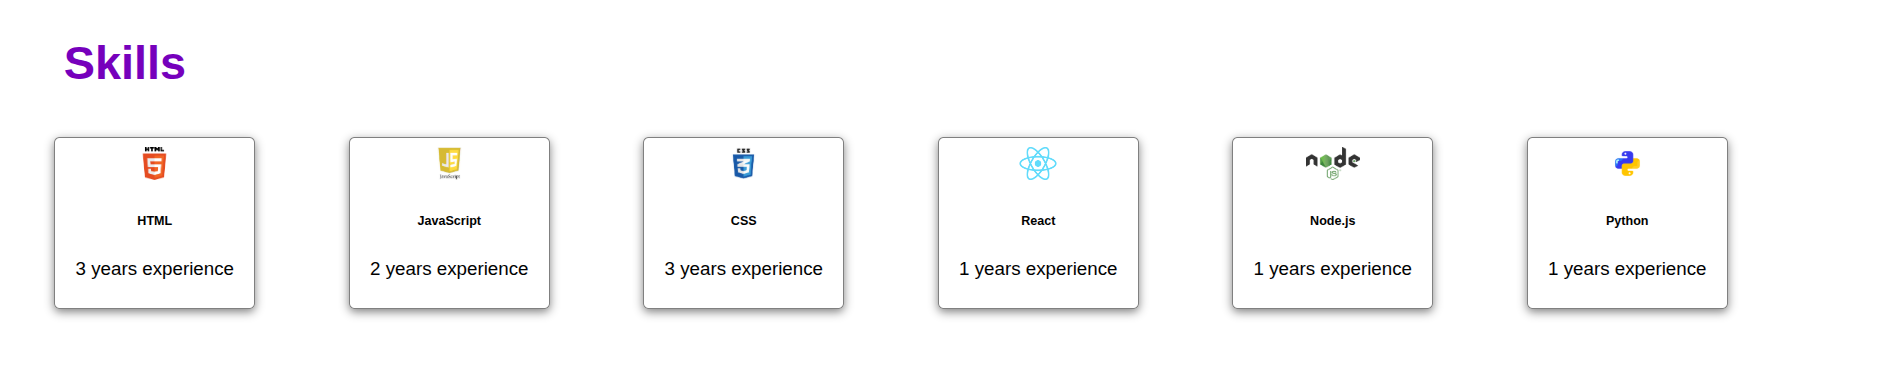 Skills
HTML
5
JS
JavaScript
CSS
3
node
JS
HTML
JavaScript
CSS
React
Node.js
Python
3 years experience
2 years experience
3 years experience
1 years experience
1 years experience
1 years experience